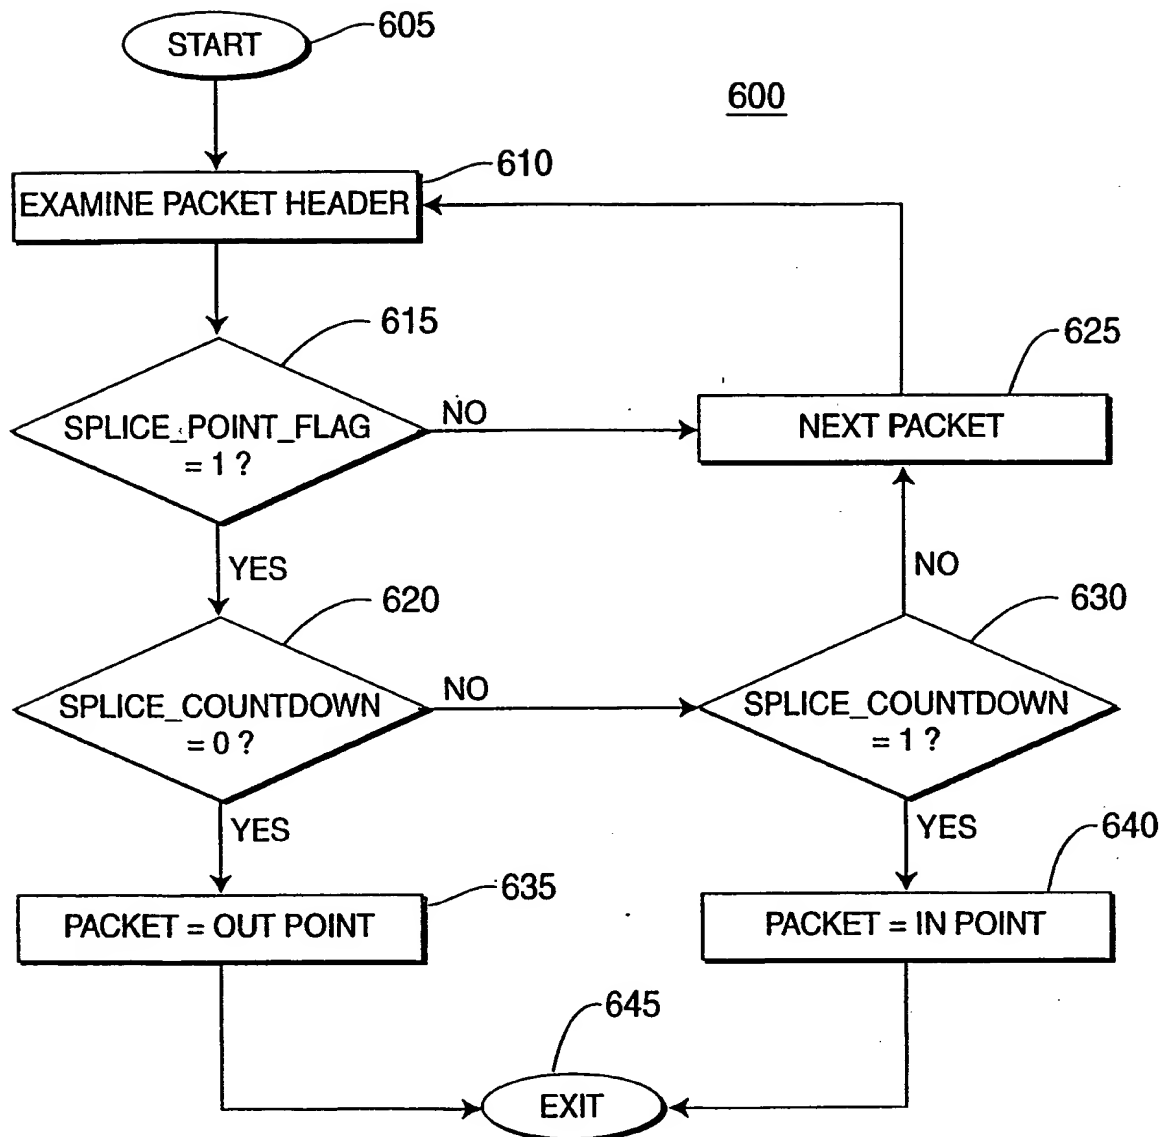 START
605
600
EXAMINE PACKET HEADER
610
SPLICE_POINT_FLAG
= 1 ?
615
NO
NEXT PACKET
625
YES
NO
SPLICE_COUNTDOWN
= 0 ?
620
NO
SPLICE_COUNTDOWN
= 1 ?
630
YES
YES
PACKET = OUT POINT
635
PACKET = IN POINT
640
645
EXIT